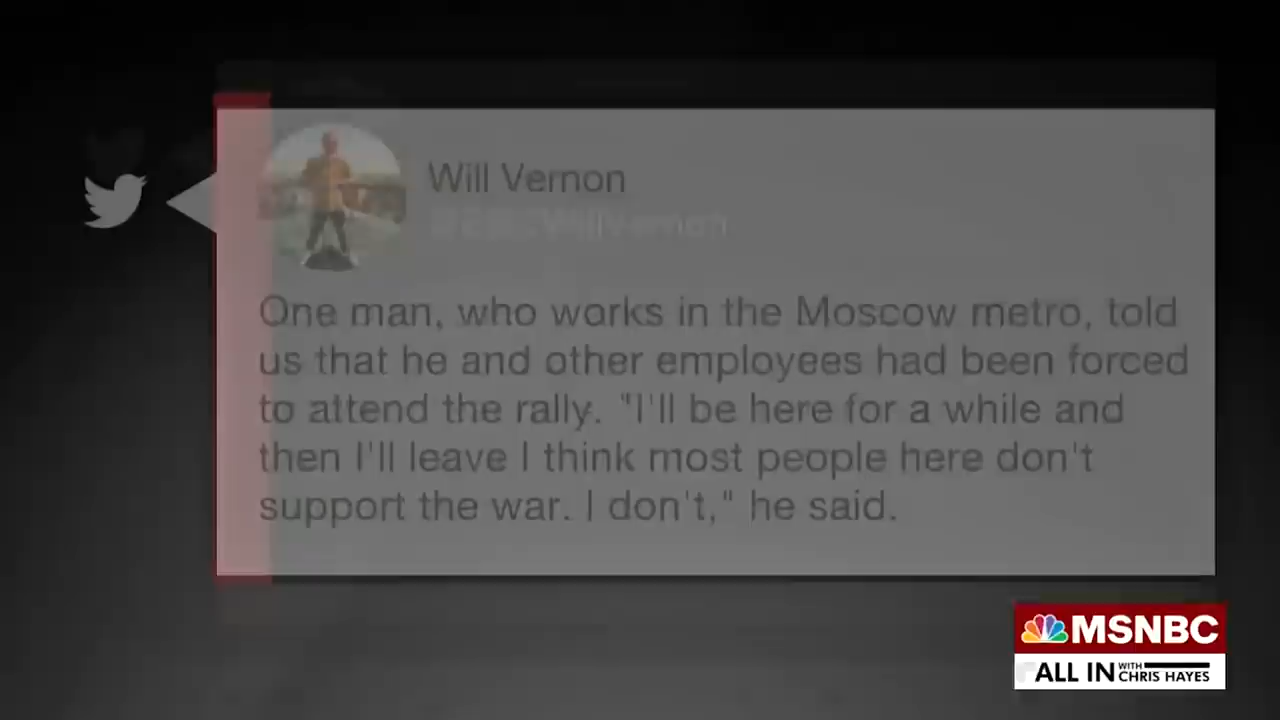 Will Vernon
@BBCWillVernon
One man, who works in the Moscow metro, told
us that he and other employees had been forced
to attend the rally. "I'll be here for a while and
then I'll leave I think most people here don't
support the war. I don't," he said.
MSNBC
ALL IN WITH CHRIS HAYES